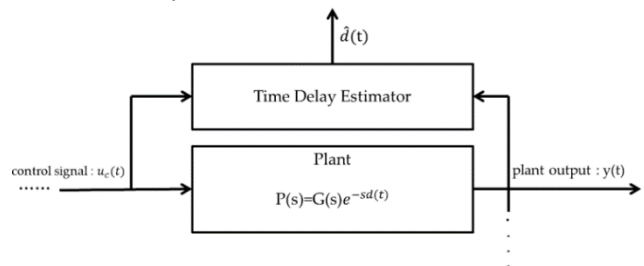 d̂(t)
Time Delay Estimator
Plant
control signal : u_c(t)
plant output : y(t)
P(s)=G(s)e^{-sd(t)}